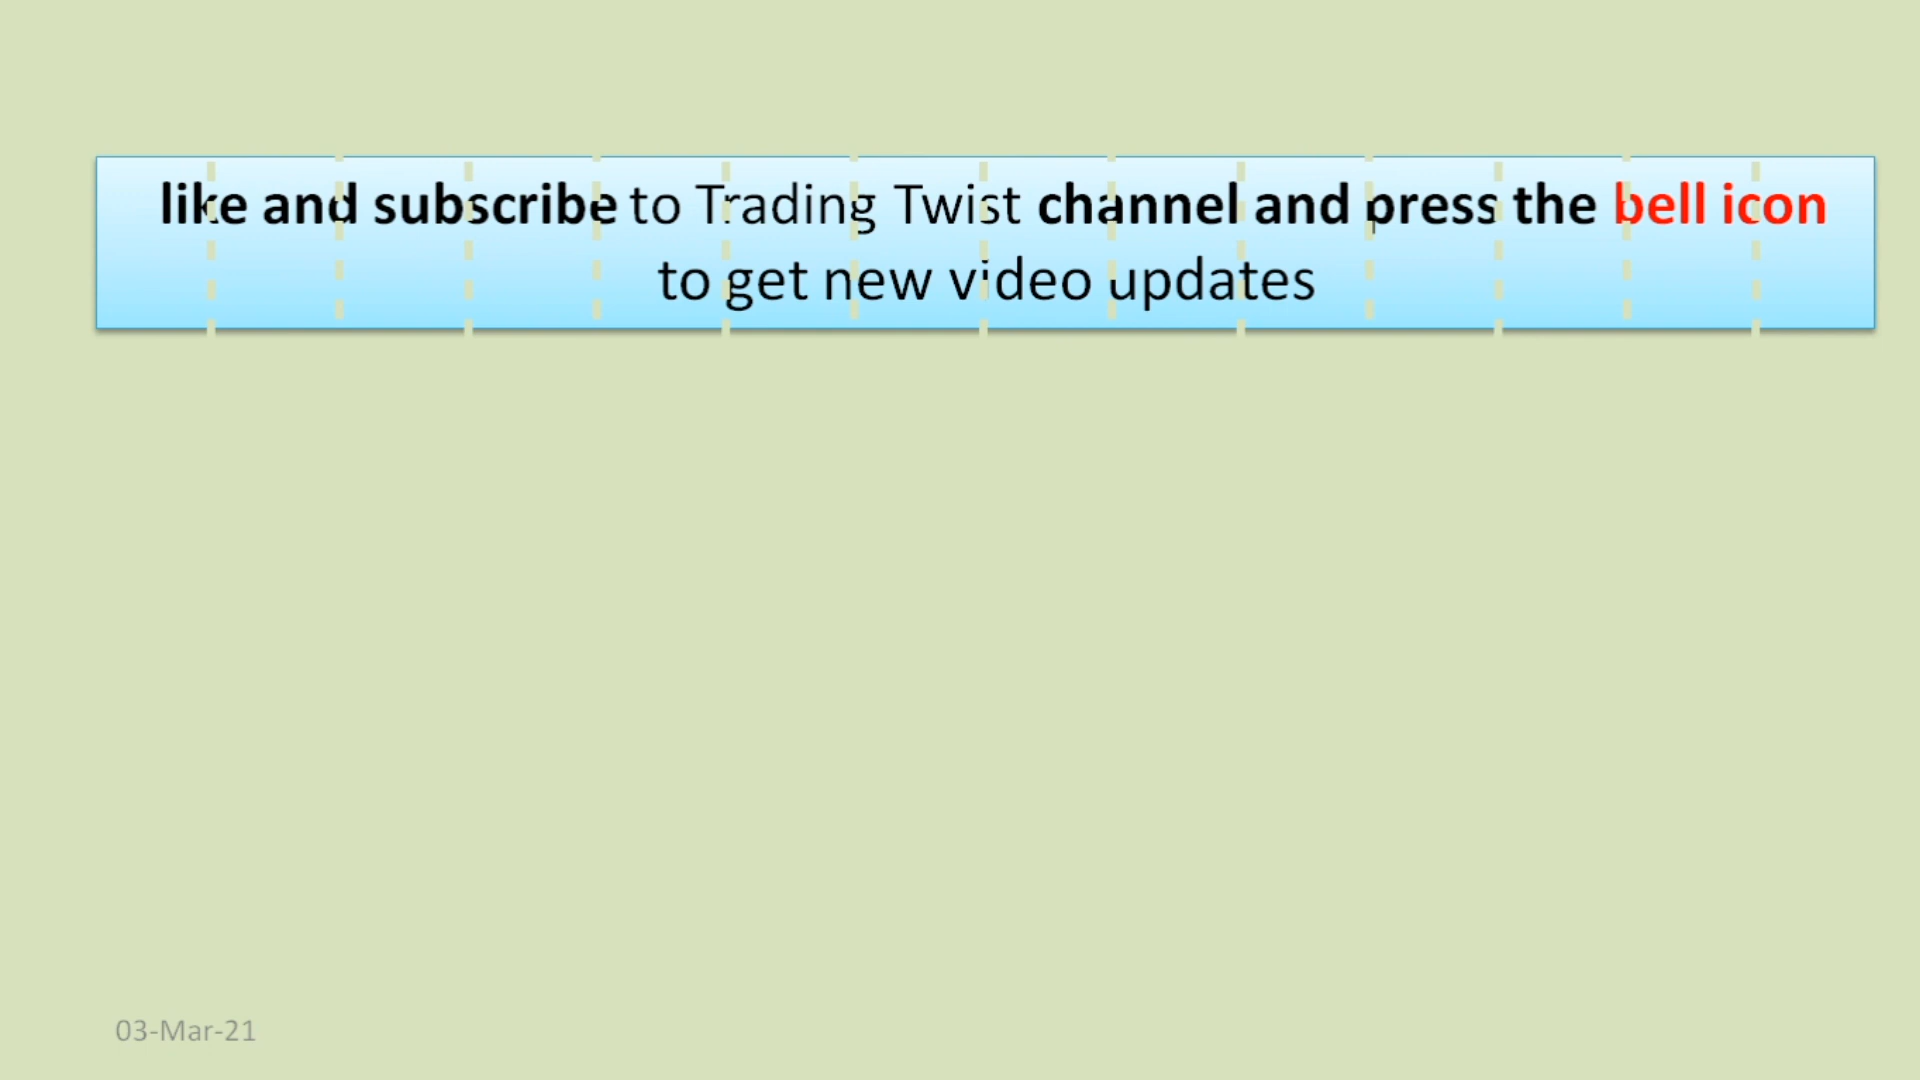 like and subscribe to Trading Twist channel and press the bell icon
to get new video updates
03-Mar-21